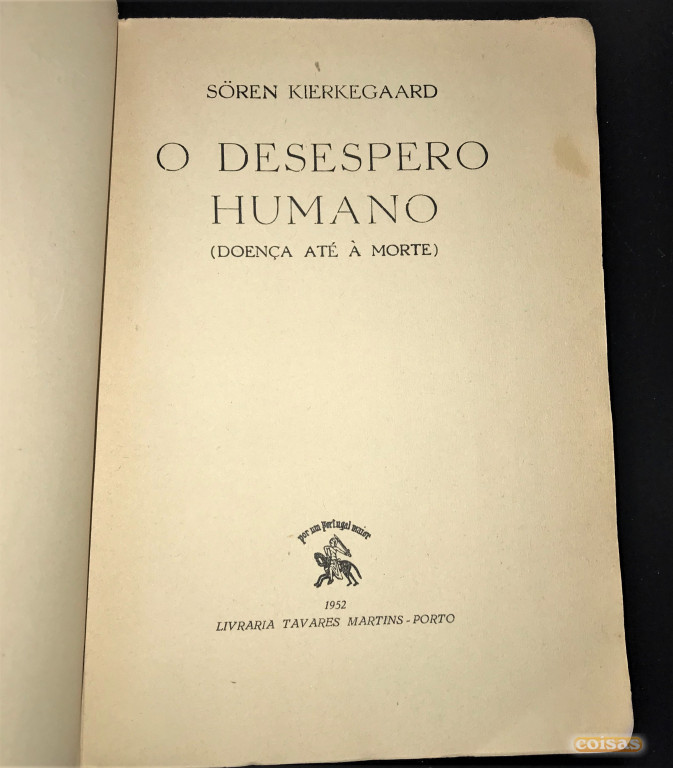 SÖREN KIERKEGAARD
O DESESPERO
HUMANO
(DOENÇA ATÉ À MORTE)
por um portugal maior
1952
LIVRARIA TAVARES MARTINS - PORTO
coisas